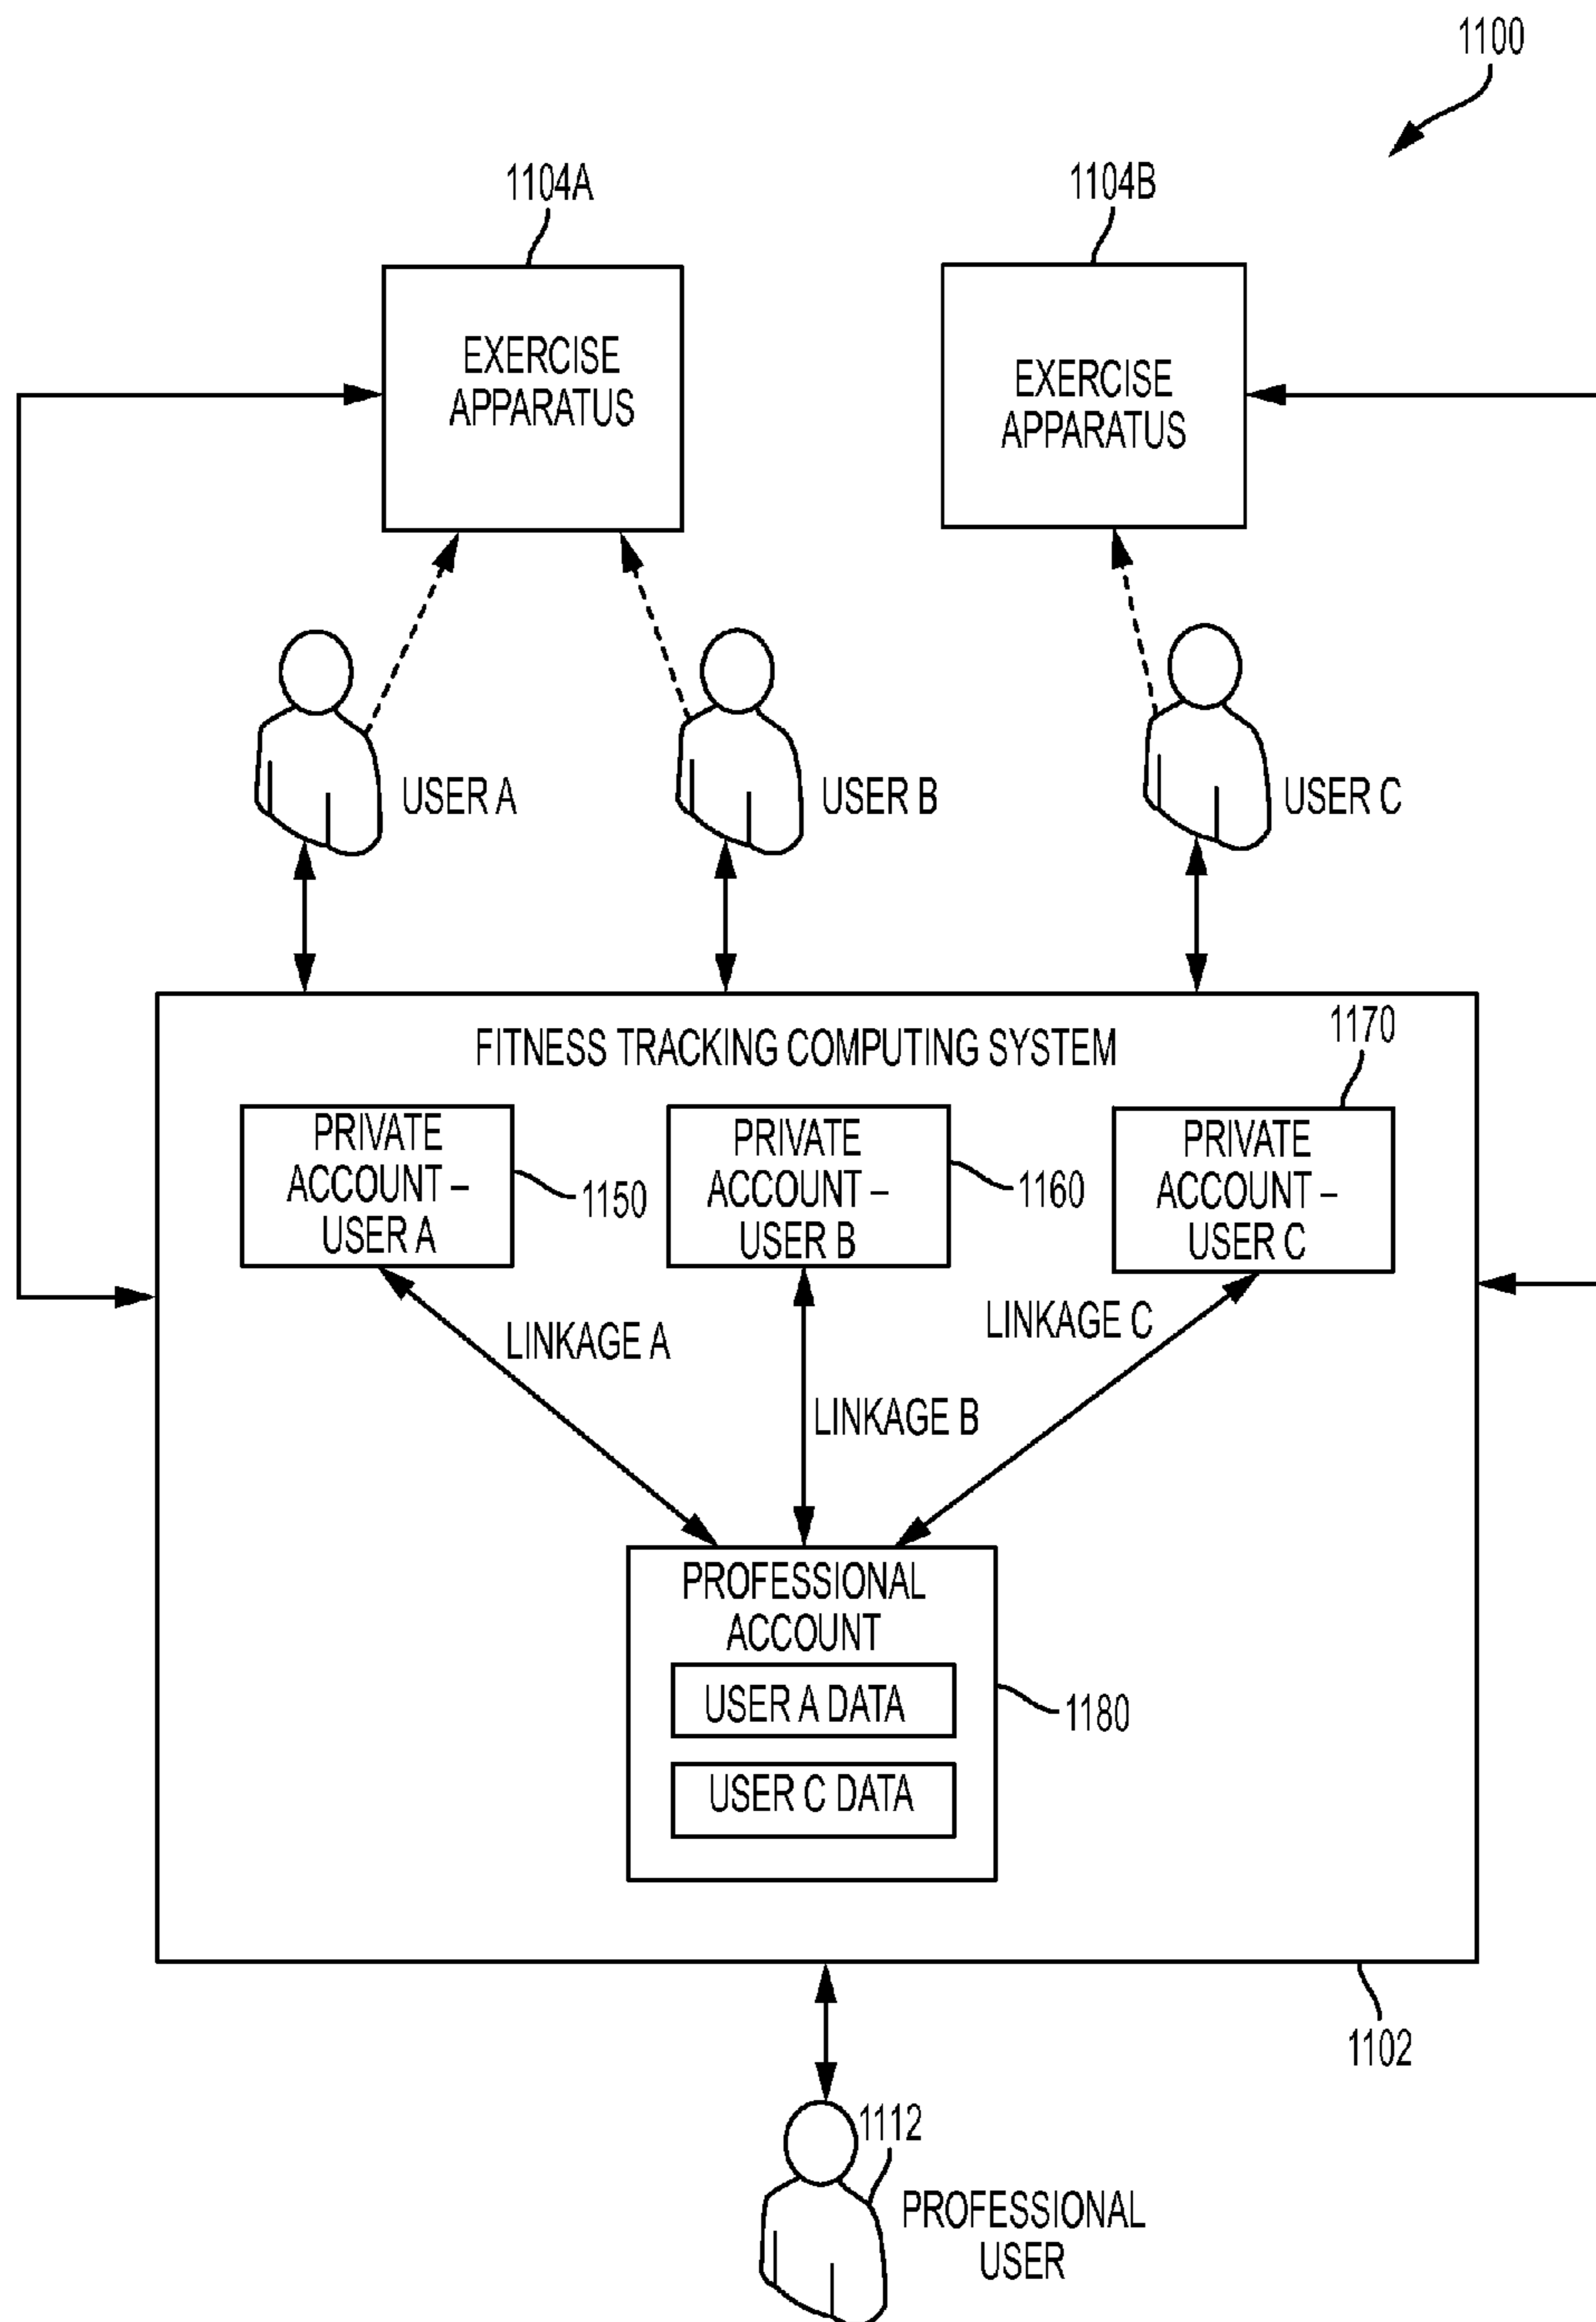 1100
1104A
1104B
EXERCISE
APPARATUS
EXERCISE
APPARATUS
USER A
USER B
USER C
FITNESS TRACKING COMPUTING SYSTEM
1170
PRIVATE
ACCOUNT –
USER A
1150
PRIVATE
ACCOUNT –
USER B
1160
PRIVATE
ACCOUNT –
USER C
LINKAGE A
LINKAGE B
LINKAGE C
PROFESSIONAL
ACCOUNT
USER A DATA
USER C DATA
1180
1102
1112
PROFESSIONAL
USER